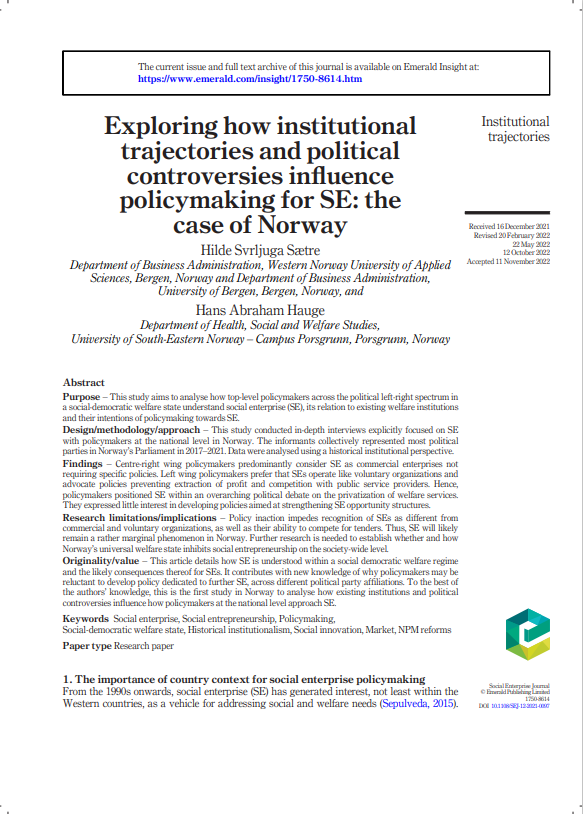 The current issue and full text archive of this journal is available on Emerald Insight at:
https://www.emerald.com/insight/1750-8614.htm
Exploring how institutional
trajectories and political
controversies influence
policymaking for SE: the
case of Norway
Hilde Svrljuga Sætre
Department of Business Administration, Western Norway University of Applied
Sciences, Bergen, Norway and Department of Business Administration,
University of Bergen, Bergen, Norway, and
Hans Abraham Hauge
Department of Health, Social and Welfare Studies,
University of South-Eastern Norway – Campus Porsgrunn, Porsgrunn, Norway
Institutional
trajectories
Received 16 December 2021
Revised 20 February 2022
22 May 2022
12 October 2022
Accepted 11 November 2022
Abstract
Purpose – This study aims to analyse how top-level policymakers across the political left-right spectrum in
a social-democratic welfare state understand social enterprise (SE), its relation to existing welfare institutions
and their intentions of policymaking towards SE.
Design/methodology/approach – This study conducted in-depth interviews explicitly focused on SE
with policymakers at the national level in Norway. The informants collectively represented most political
parties in Norway's Parliament in 2017–2021. Data were analysed using a historical institutional perspective.
Findings – Centre-right wing policymakers predominantly consider SE as commercial enterprises not
requiring specific policies. Left wing policymakers prefer that SEs operate like voluntary organizations and
advocate policies preventing extraction of profit and competition with public service providers. Hence,
policymakers positioned SE within an overarching political debate on the privatization of welfare services.
They expressed little interest in developing policies aimed at strengthening SE opportunity structures.
Research limitations/implications – Policy inaction impedes recognition of SEs as different from
commercial and voluntary organizations, as well as their ability to compete for tenders. Thus, SE will likely
remain a rather marginal phenomenon in Norway. Further research is needed to establish whether and how
Norway's universal welfare state inhibits social entrepreneurship on the society-wide level.
Originality/value – This article details how SE is understood within a social democratic welfare regime
and the likely consequences thereof for SEs. It contributes with new knowledge of why policymakers may be
reluctant to develop policy dedicated to further SE, across different political party affiliations. To the best of
the authors' knowledge, this is the first study in Norway to analyse how existing institutions and political
controversies influence how policymakers at the national level approach SE.
Keywords Social enterprise, Social entrepreneurship, Policymaking,
Social-democratic welfare state, Historical institutionalism, Social innovation, Market, NPM reforms
Paper type Research paper
1. The importance of country context for social enterprise policymaking
From the 1990s onwards, social enterprise (SE) has generated interest, not least within the
Western countries, as a vehicle for addressing social and welfare needs (Sepulveda, 2015).
Social Enterprise Journal
© Emerald Publishing Limited
1750-8614
DOI 10.1108/SEJ-12-2021-0097